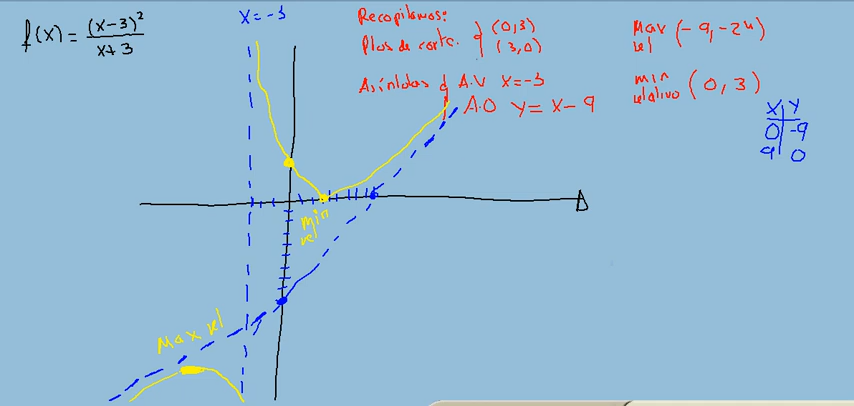 f(x) = (x-3)²/x+3
x=-3
Recopilamos:
Ptos de corte. { (0,3)
(3,0)
Asíntotas { A.V x=-3
A.O y= x-9
Max rel (-9,-24)
min relativo (0,3)
x | y
0 | -9
9 | 0
min rel
Max rel